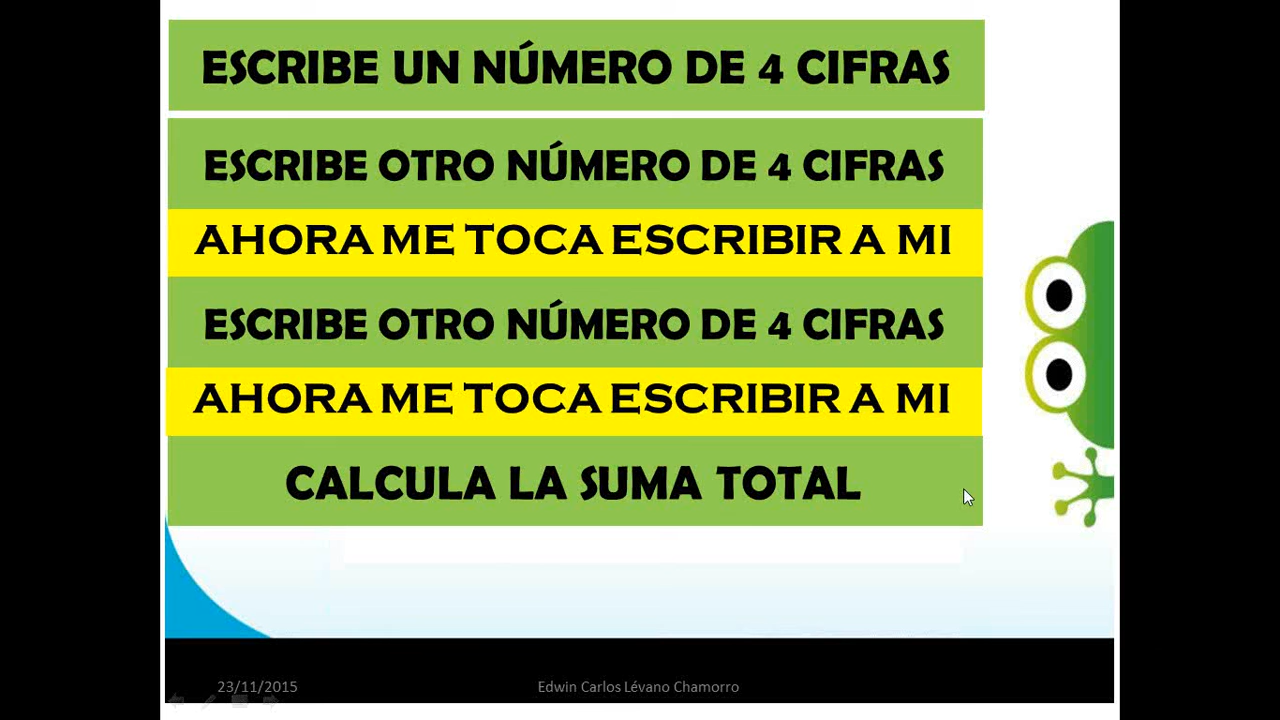 ESCRIBE UN NÚMERO DE 4 CIFRAS
ESCRIBE OTRO NÚMERO DE 4 CIFRAS
AHORA ME TOCA ESCRIBIR A MI
ESCRIBE OTRO NÚMERO DE 4 CIFRAS
AHORA ME TOCA ESCRIBIR A MI
CALCULA LA SUMA TOTAL
23/11/2015 Edwin Carlos Lévano Chamorro